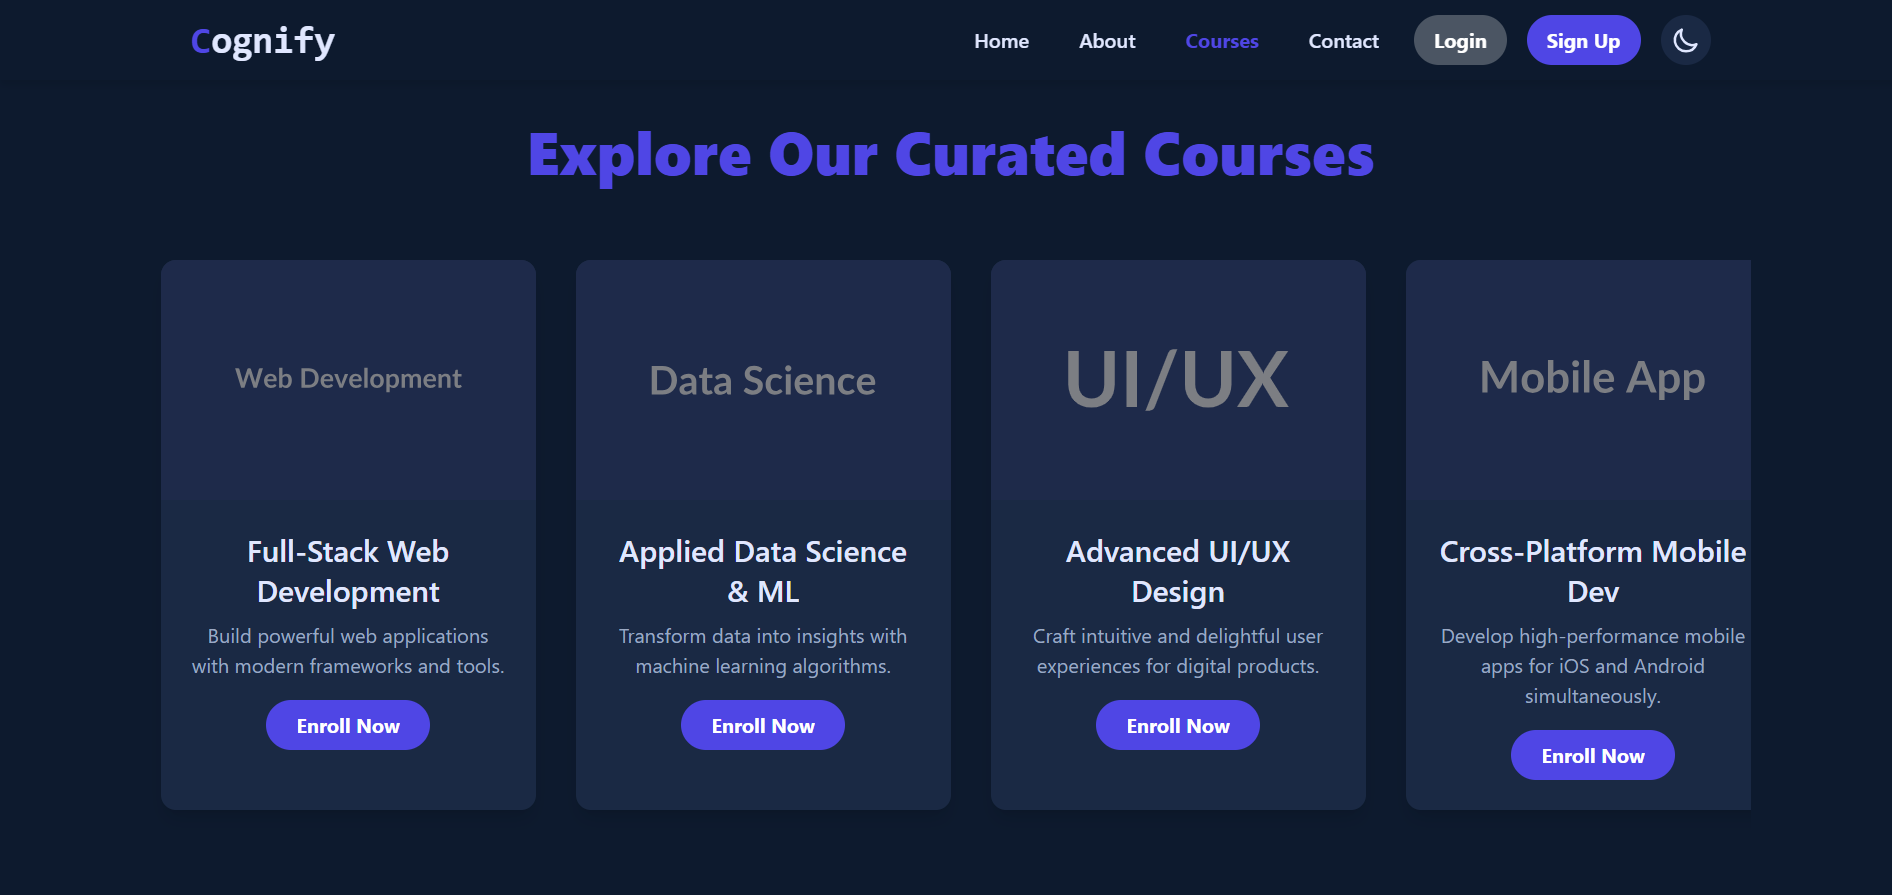 Cognify
Home
About
Courses
Contact
Login
Sign Up
Explore Our Curated Courses
Web Development
Full-Stack Web
Development
Build powerful web applications
with modern frameworks and tools.
Enroll Now
Data Science
Applied Data Science
& ML
Transform data into insights with
machine learning algorithms.
Enroll Now
UI/UX
Advanced UI/UX
Design
Craft intuitive and delightful user
experiences for digital products.
Enroll Now
Mobile App
Cross-Platform Mobile
Dev
Develop high-performance mobile
apps for iOS and Android
simultaneously.
Enroll Now